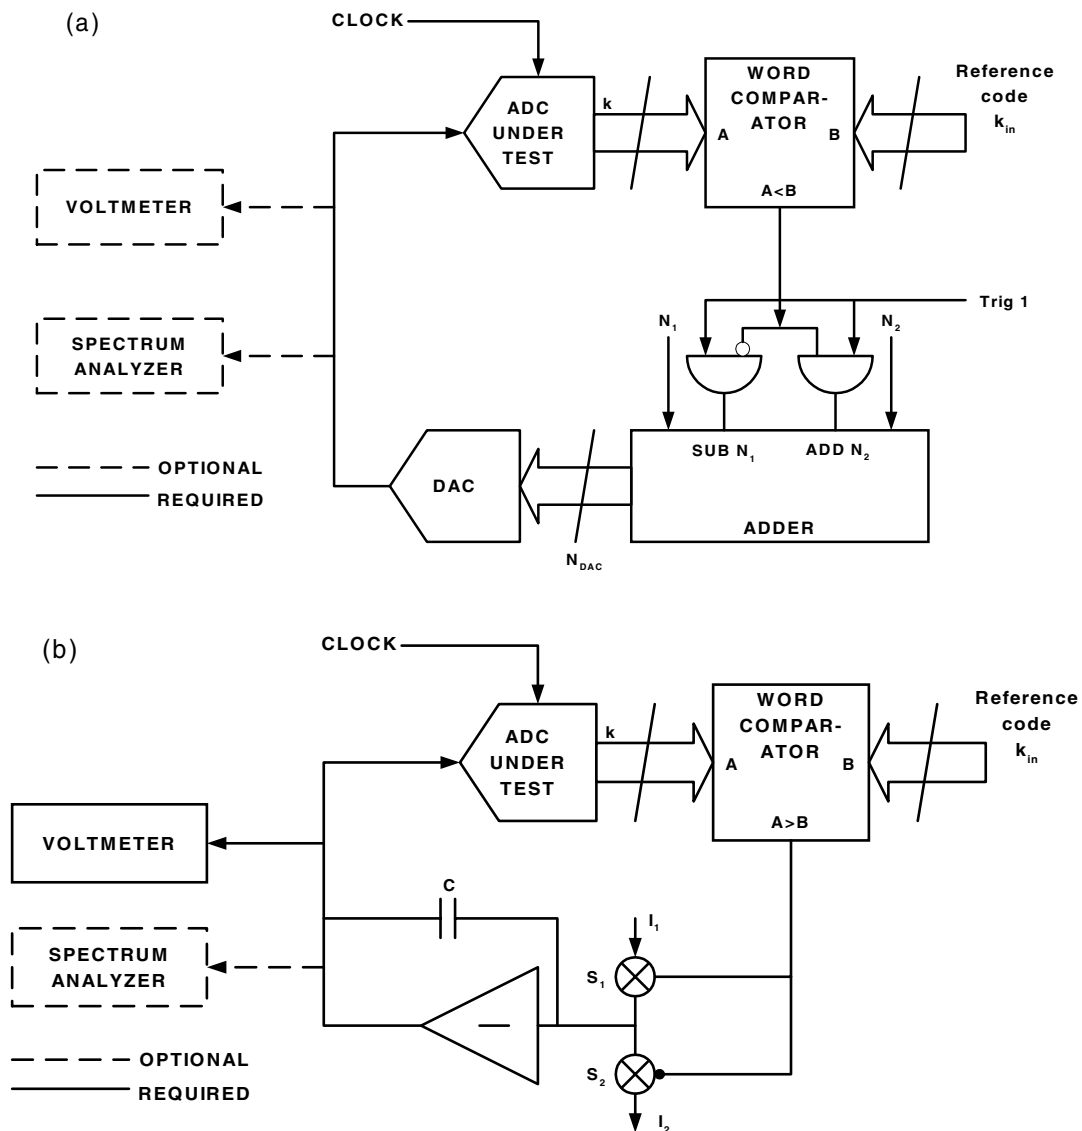 (a)
CLOCK
ADC
UNDER
TEST
k
WORD
COMPAR-
ATOR
A
B
A<B
Reference
code
k_in
VOLTMETER
SPECTRUM
ANALYZER
N_1
N_2
Trig 1
SUB N_1
ADD N_2
ADDER
DAC
N_DAC
OPTIONAL
REQUIRED
(b)
CLOCK
ADC
UNDER
TEST
k
WORD
COMPAR-
ATOR
A
B
A>B
Reference
code
k_in
VOLTMETER
C
I_1
SPECTRUM
ANALYZER
S_1
S_2
I_2
OPTIONAL
REQUIRED